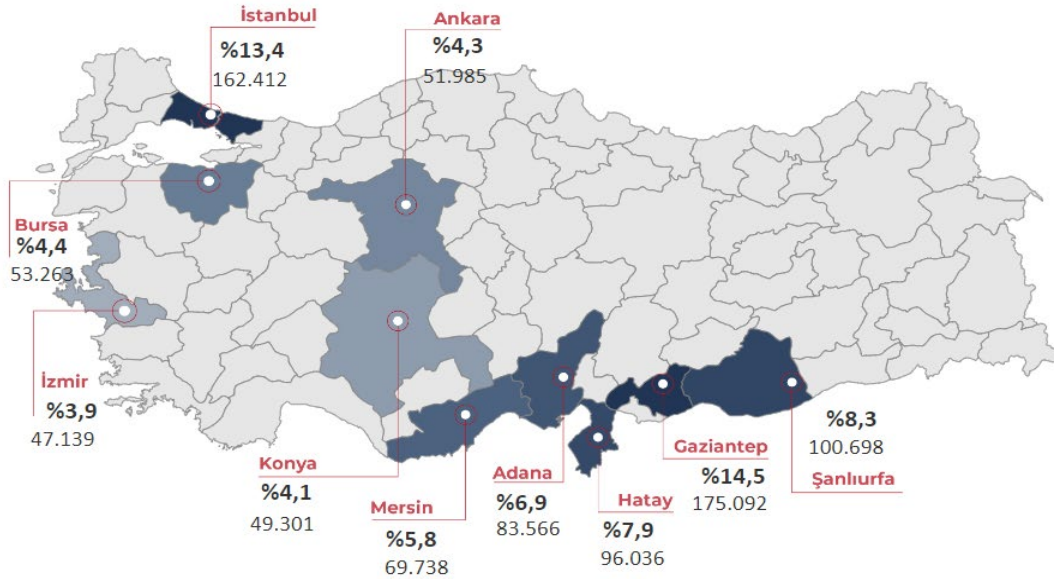 İstanbul
%13,4
162.412
Ankara
%4,3
51.985
Bursa
%4,4
53.263
İzmir
%3,9
47.139
Konya
%4,1
49.301
Mersin
%5,8
69.738
Adana
%6,9
83.566
Hatay
%7,9
96.036
Gaziantep
%14,5
175.092
%8,3
100.698
Şanlıurfa